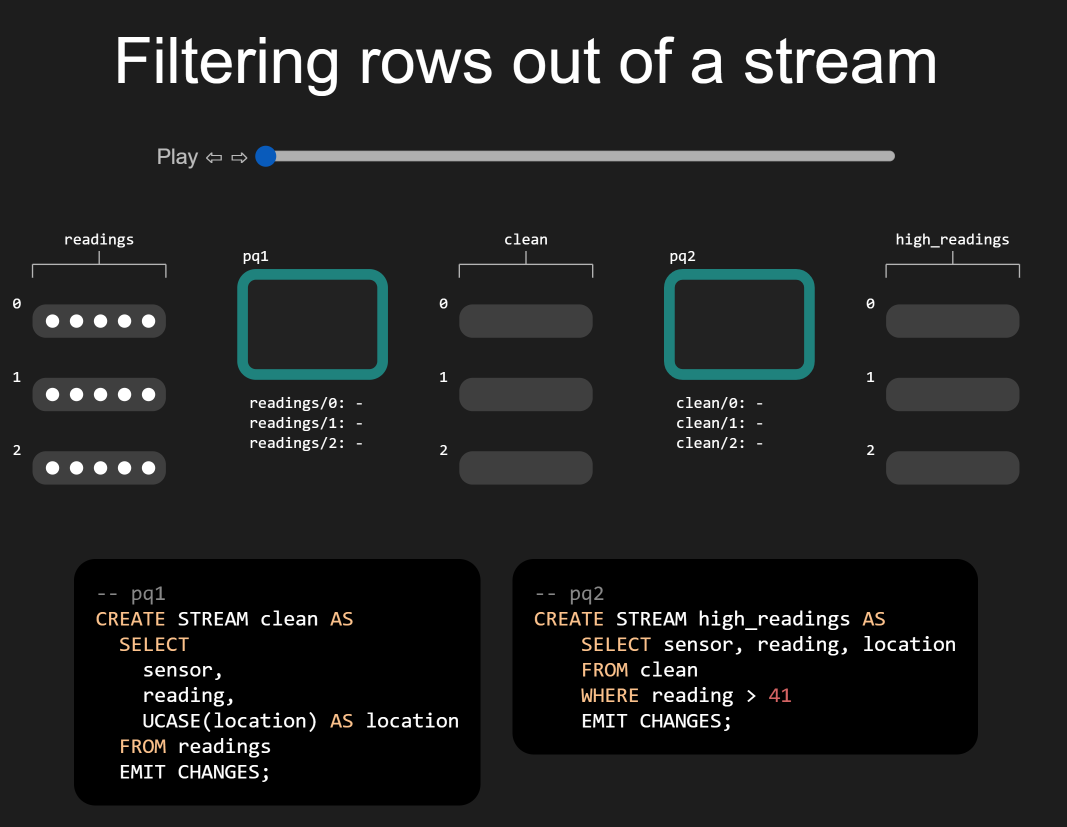 Filtering rows out of a stream
Play ⇦ ⇨
readings
clean
high_readings
pq1
pq2
0
1
2
0
1
2
0
1
2
readings/0: -
readings/1: -
readings/2: -
clean/0: -
clean/1: -
clean/2: -
-- pq1
CREATE STREAM clean AS
  SELECT
    sensor,
    reading,
    UCASE(location) AS location
  FROM readings
  EMIT CHANGES;
-- pq2
CREATE STREAM high_readings AS
    SELECT sensor, reading, location
    FROM clean
    WHERE reading > 41
    EMIT CHANGES;